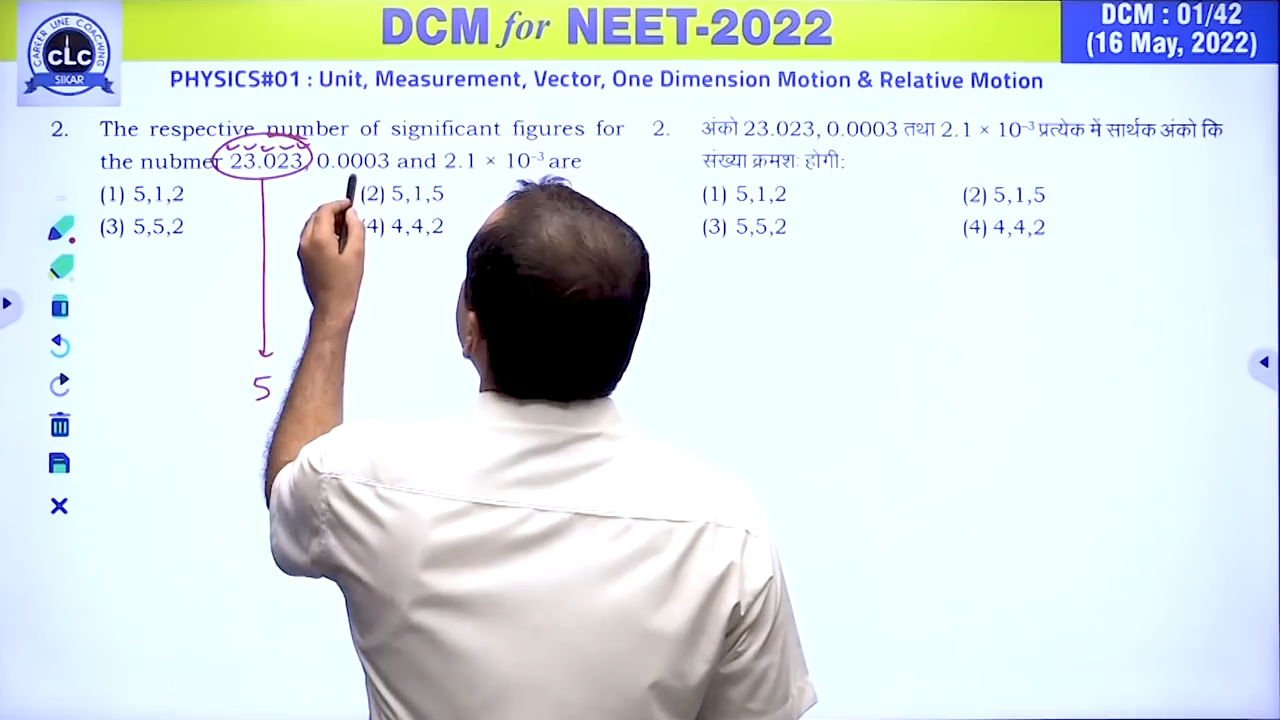 DCM for NEET-2022
DCM : 01/42
(16 May, 2022)
CAREER LINE COACHING
CLC
SIKAR
PHYSICS#01 : Unit, Measurement, Vector, One Dimension Motion & Relative Motion
2. The respective number of significant figures for
the nubmer 23.023, 0.0003 and 2.1 × 10⁻³ are
(1) 5,1,2 (2) 5,1,5
(3) 5,5,2 (4) 4,4,2
5
2. अंको 23.023, 0.0003 तथा 2.1 × 10⁻³ प्रत्येक में सार्थक अंको कि
संख्या क्रमशः होगी:
(1) 5,1,2 (2) 5,1,5
(3) 5,5,2 (4) 4,4,2